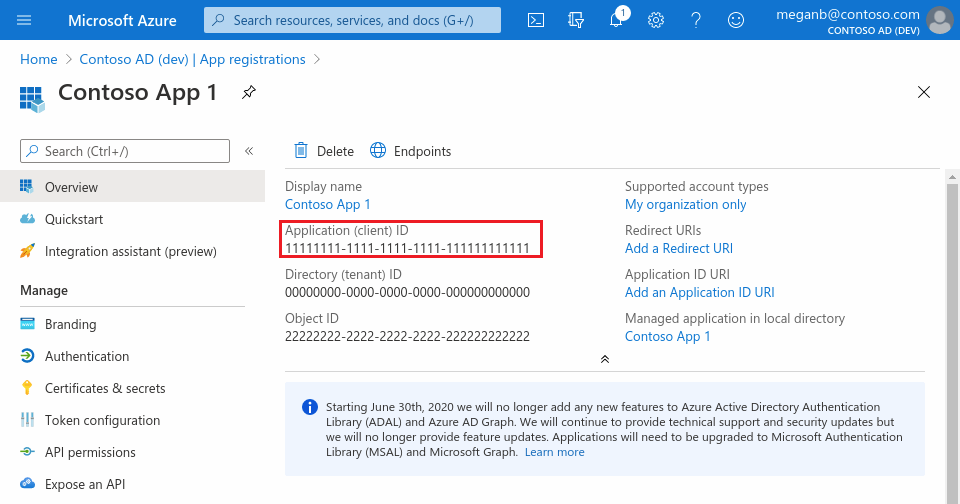 Microsoft Azure
Search resources, services, and docs (G+/)
1
meganb@contoso.com
CONTOSO AD (DEV)
Home > Contoso AD (dev) | App registrations >
Contoso App 1
Search (Ctrl+/)
«
Overview
Quickstart
Integration assistant (preview)
Manage
Branding
Authentication
Certificates & secrets
Token configuration
API permissions
Expose an API
Delete
Endpoints
Display name
Contoso App 1
Application (client) ID
11111111-1111-1111-1111-111111111111
Directory (tenant) ID
00000000-0000-0000-0000-000000000000
Object ID
22222222-2222-2222-2222-222222222222
Supported account types
My organization only
Redirect URIs
Add a Redirect URI
Application ID URI
Add an Application ID URI
Managed application in local directory
Contoso App 1
Starting June 30th, 2020 we will no longer add any new features to Azure Active Directory Authentication
Library (ADAL) and Azure AD Graph. We will continue to provide technical support and security updates but
we will no longer provide feature updates. Applications will need to be upgraded to Microsoft Authentication
Library (MSAL) and Microsoft Graph. Learn more